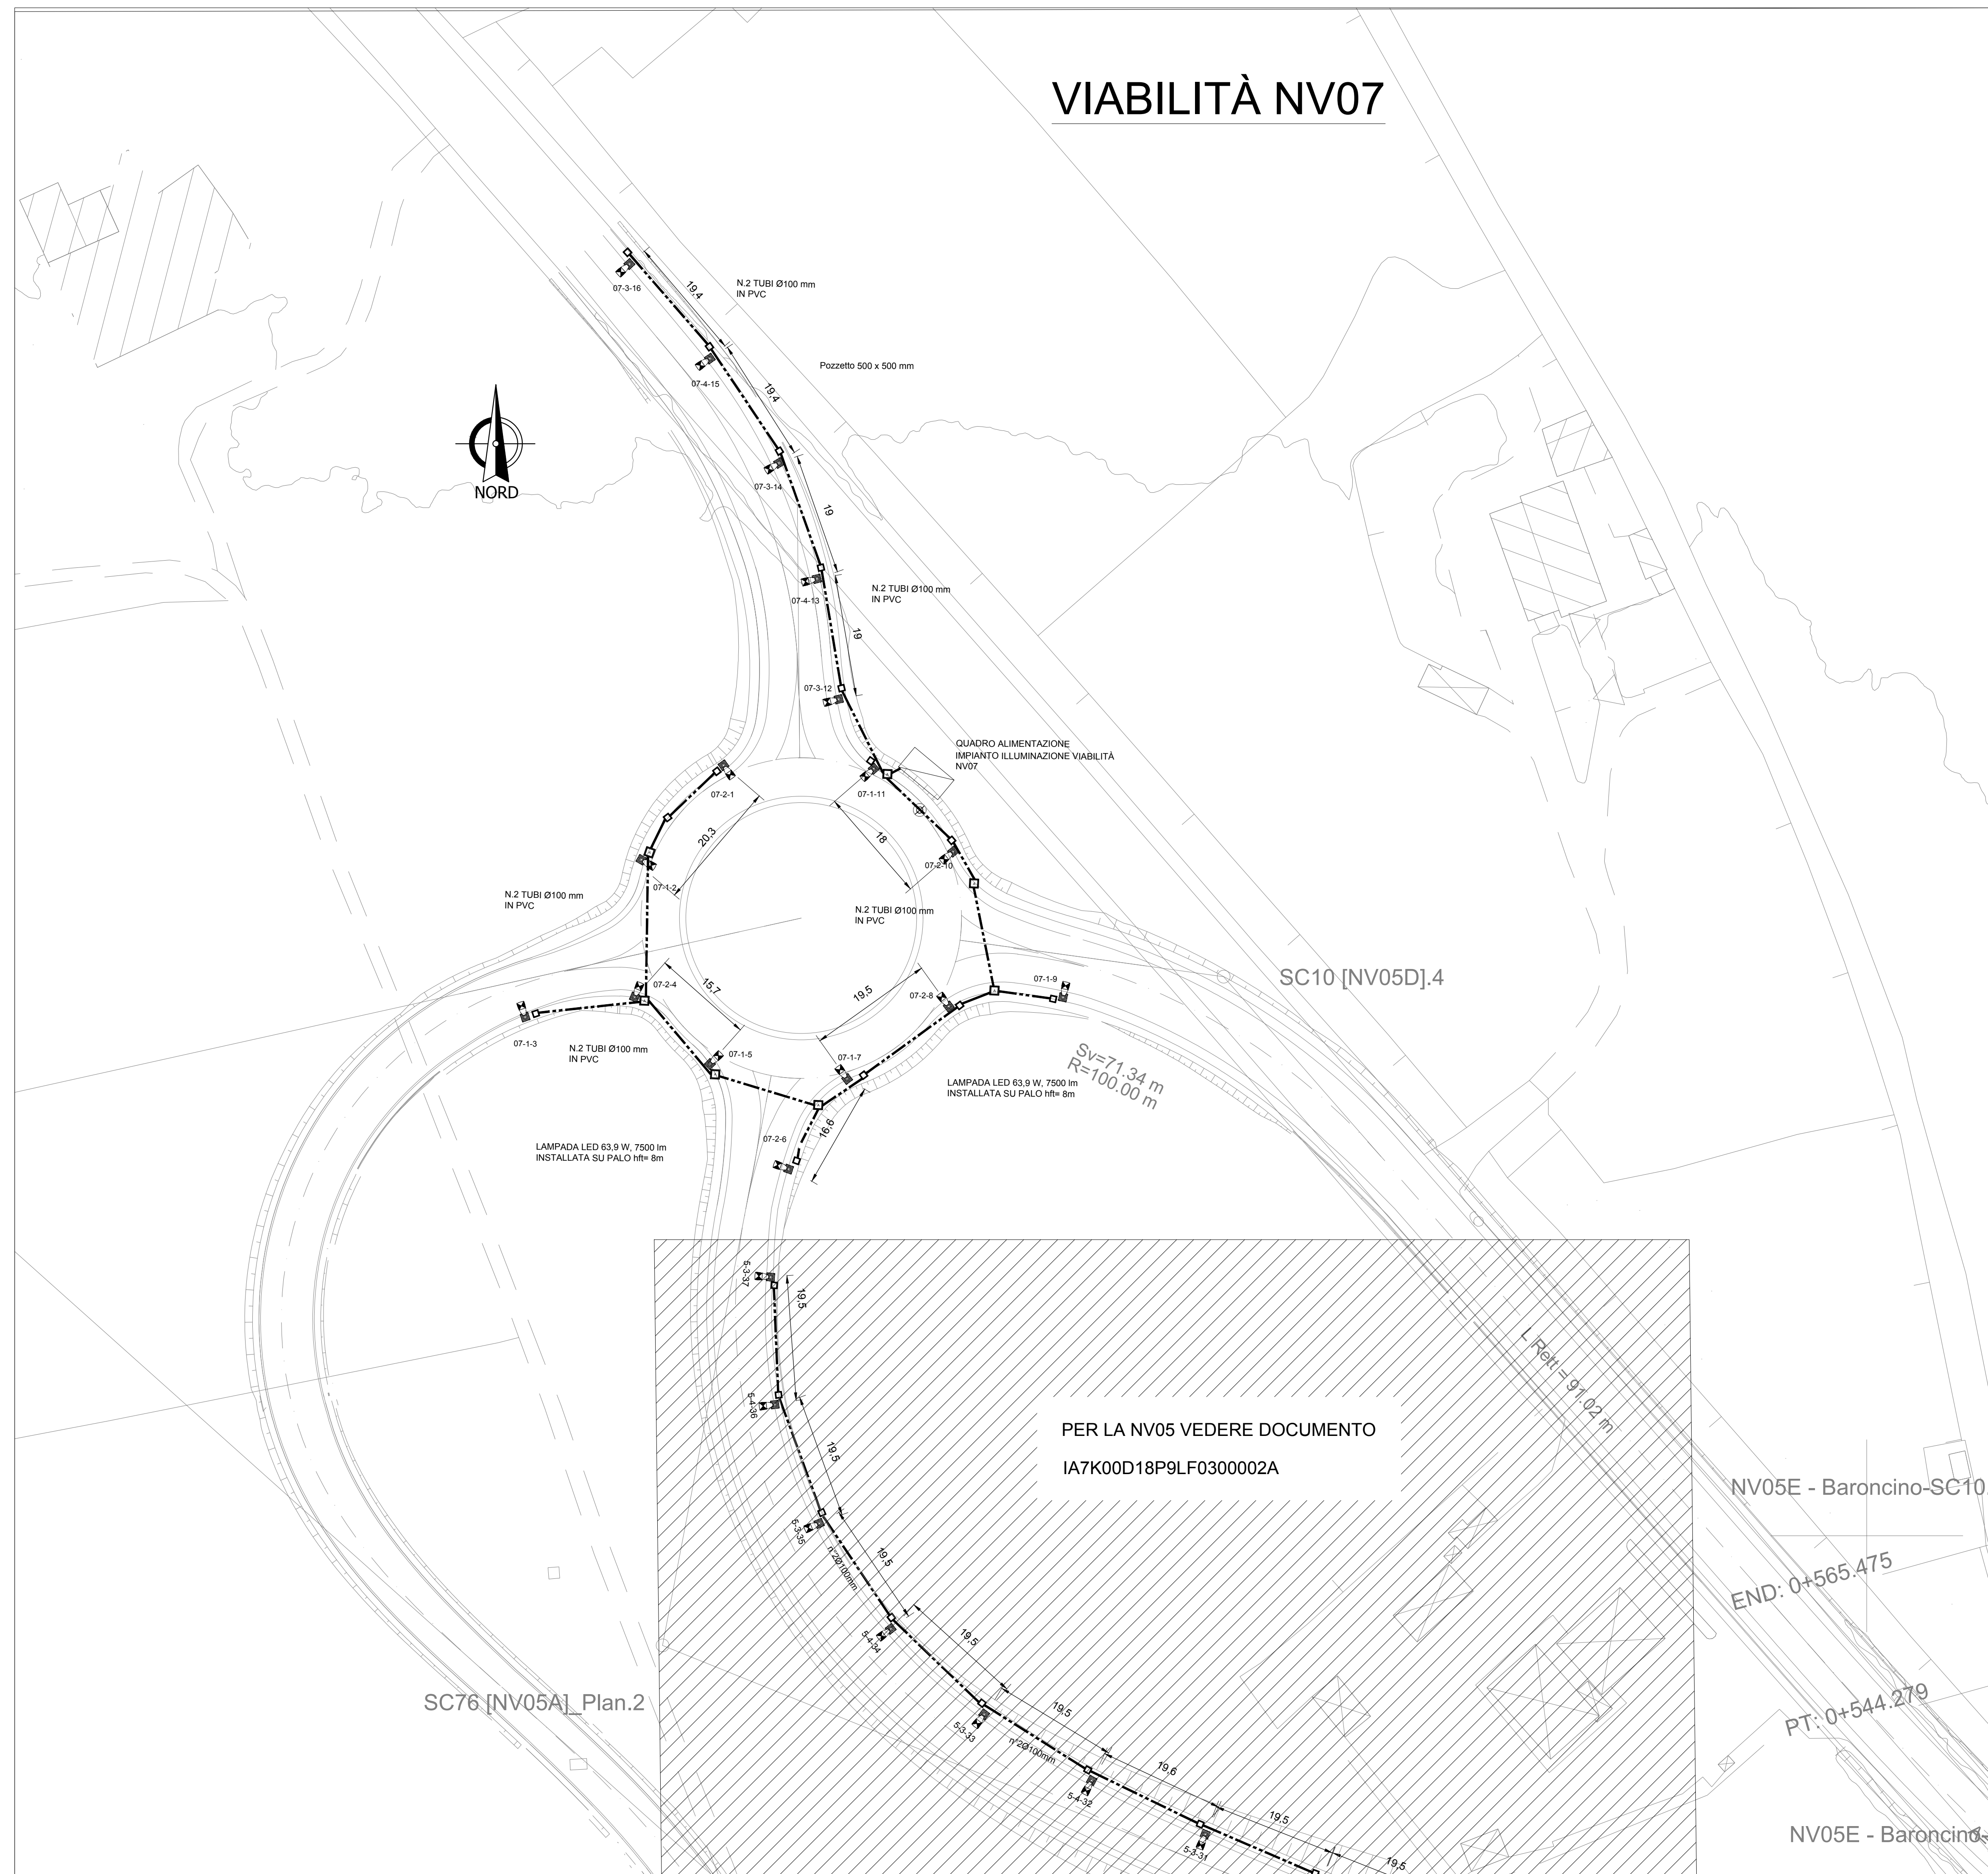 VIABILITÀ NV07
N.2 TUBI Ø100 mm
IN PVC
19,4
07-3-16
Pozzetto 500 x 500 mm
19,4
07-4-15
NORD
07-3-14
19
N.2 TUBI Ø100 mm
IN PVC
07-4-13
19
07-3-12
QUADRO ALIMENTAZIONE
IMPIANTO ILLUMINAZIONE VIABILITÀ
NV07
07-2-1
07-1-11
20,3
18
07-2-10
07-1-2
N.2 TUBI Ø100 mm
IN PVC
N.2 TUBI Ø100 mm
IN PVC
SC10 [NV05D].4
07-1-9
07-2-4
15,7
19,5
07-2-8
07-1-3
N.2 TUBI Ø100 mm
IN PVC
07-1-5
07-1-7
Sv=71.34 m
R=100.00 m
LAMPADA LED 63,9 W, 7500 lm
INSTALLATA SU PALO hft= 8m
16,6
07-2-6
LAMPADA LED 63,9 W, 7500 lm
INSTALLATA SU PALO hft= 8m
5-3-37
19,5
L Rett = 91.02 m
5-4-36
19,5
PER LA NV05 VEDERE DOCUMENTO
IA7K00D18P9LF0300002A
NV05E - Baroncino-SC10
5-3-35
n°2Ø100mm
19,5
END: 0+565.475
5-4-34
19,5
SC76 [NV05A]_Plan.2
PT: 0+544.279
5-3-33
19,5
n°2Ø100mm
19,6
5-4-32
19,5
5-3-31
NV05E - Baroncino-
19,5